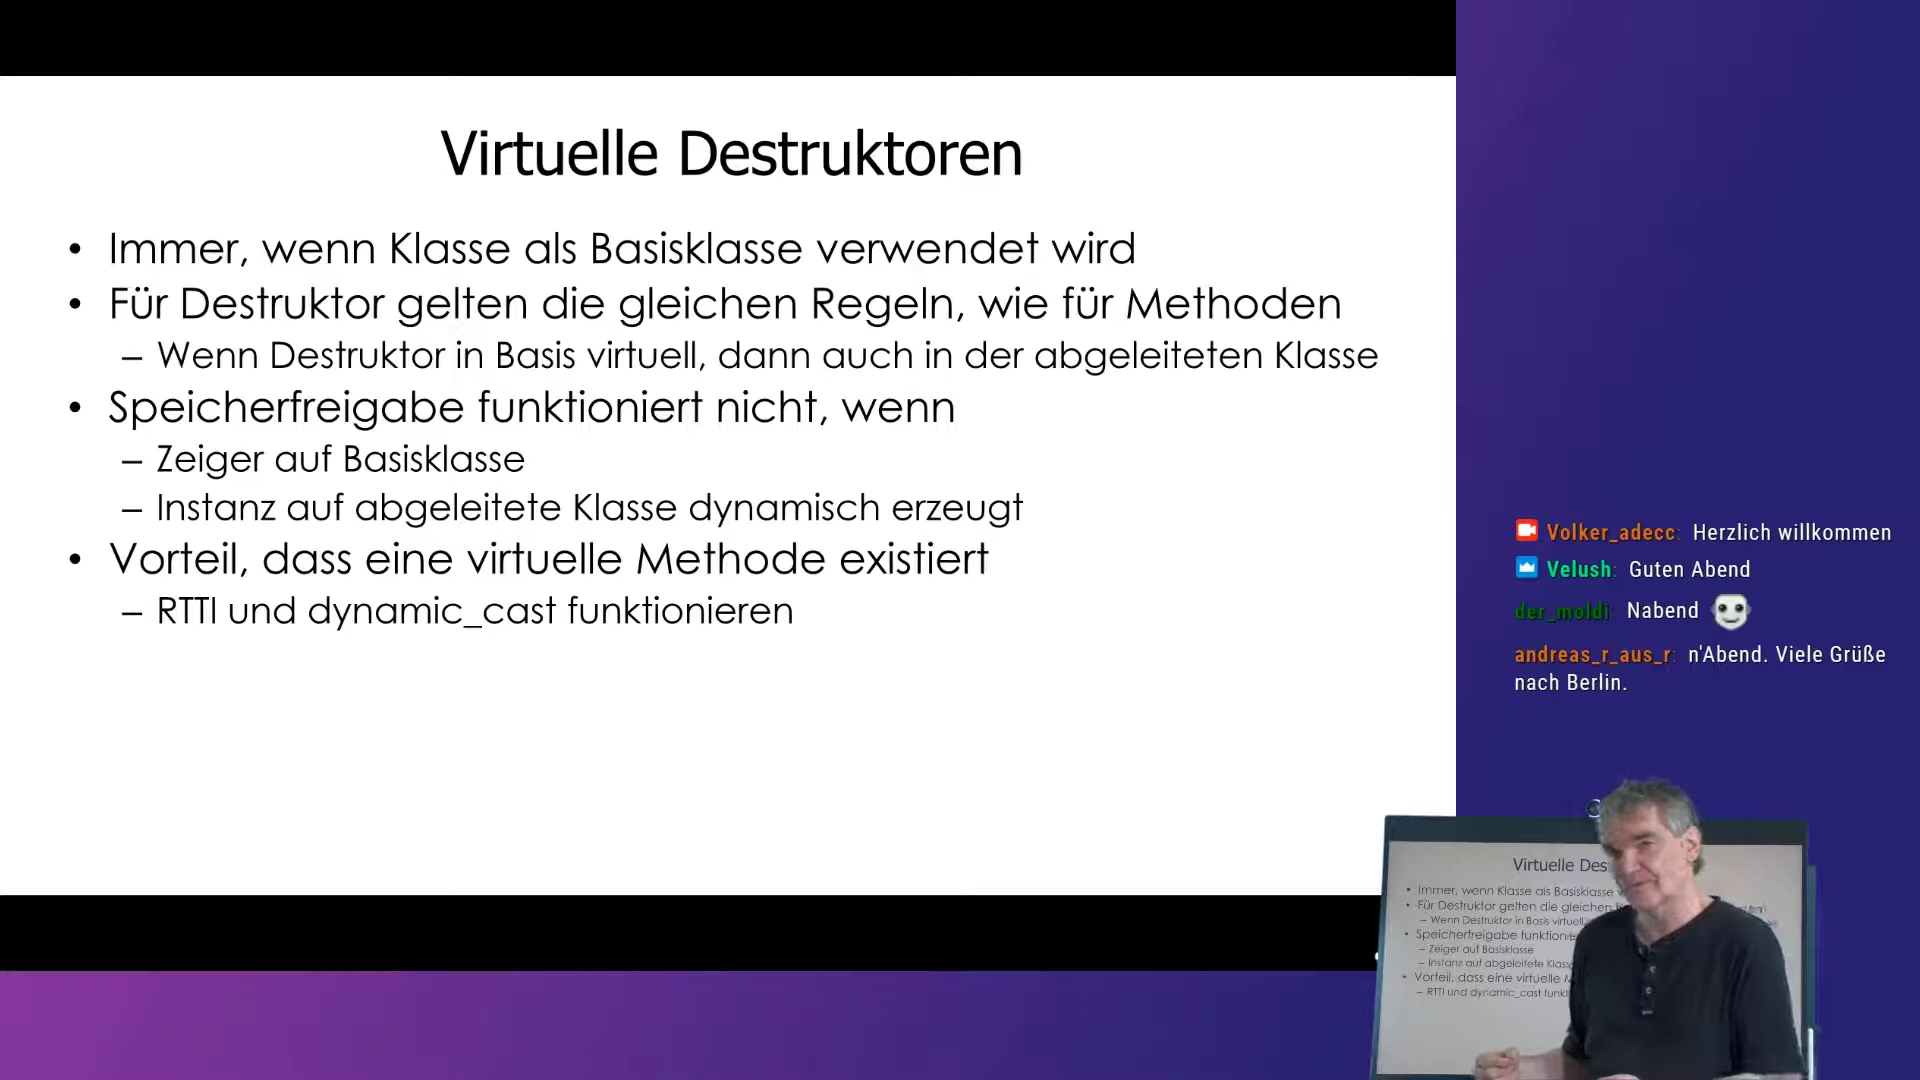 Virtuelle Destruktoren
• Immer, wenn Klasse als Basisklasse verwendet wird
• Für Destruktor gelten die gleichen Regeln, wie für Methoden
– Wenn Destruktor in Basis virtuell, dann auch in der abgeleiteten Klasse
• Speicherfreigabe funktioniert nicht, wenn
– Zeiger auf Basisklasse
– Instanz auf abgeleitete Klasse dynamisch erzeugt
• Vorteil, dass eine virtuelle Methode existiert
– RTTI und dynamic_cast funktionieren
Volker_adecc: Herzlich willkommen
Velush: Guten Abend
der_moldi: Nabend
andreas_r_aus_r: n'Abend. Viele Grüße
nach Berlin.
Virtuelle Des
• Immer, wenn Klasse als Basisklasse
• Für Destruktor gelten die gleichen
– Wenn Destruktor in Basis virtuell,
• Speicherfreigabe funktion
– Zeiger auf Basisklasse
– Instanz auf abgeleitete Klass
• Vorteil, dass eine virtuelle M
– RTTI und dynamic_cast funkt